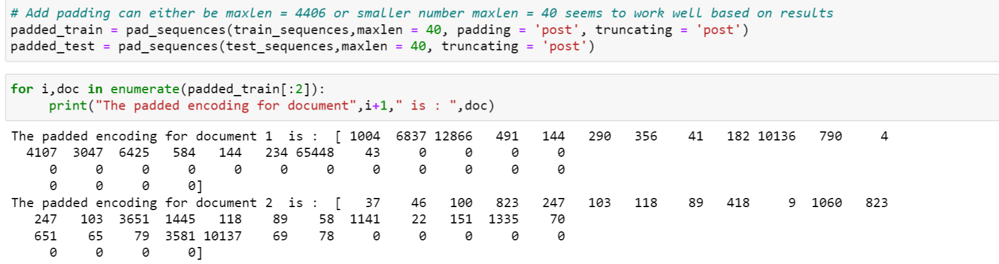 # Add padding can either be maxlen = 4406 or smaller number maxlen = 40 seems to work well based on results
padded_train = pad_sequences(train_sequences,maxlen = 40, padding = 'post', truncating = 'post')
padded_test = pad_sequences(test_sequences,maxlen = 40, truncating = 'post')
for i,doc in enumerate(padded_train[:2]):
     print("The padded encoding for document",i+1," is : ",doc)
The padded encoding for document 1  is :  [ 1004  6837 12866   491   144   290   356    41   182 10136   790     4
  4107  3047  6425   584   144   234 65448    43     0     0     0     0
     0     0     0     0     0     0     0     0     0     0     0     0
     0     0     0     0]
The padded encoding for document 2  is :  [   37    46   100   823   247   103   118    89   418     9  1060   823
   247   103  3651  1445   118    89    58  1141    22   151  1335    70
   651    65    79  3581 10137    69    78     0     0     0     0     0
     0     0     0     0]